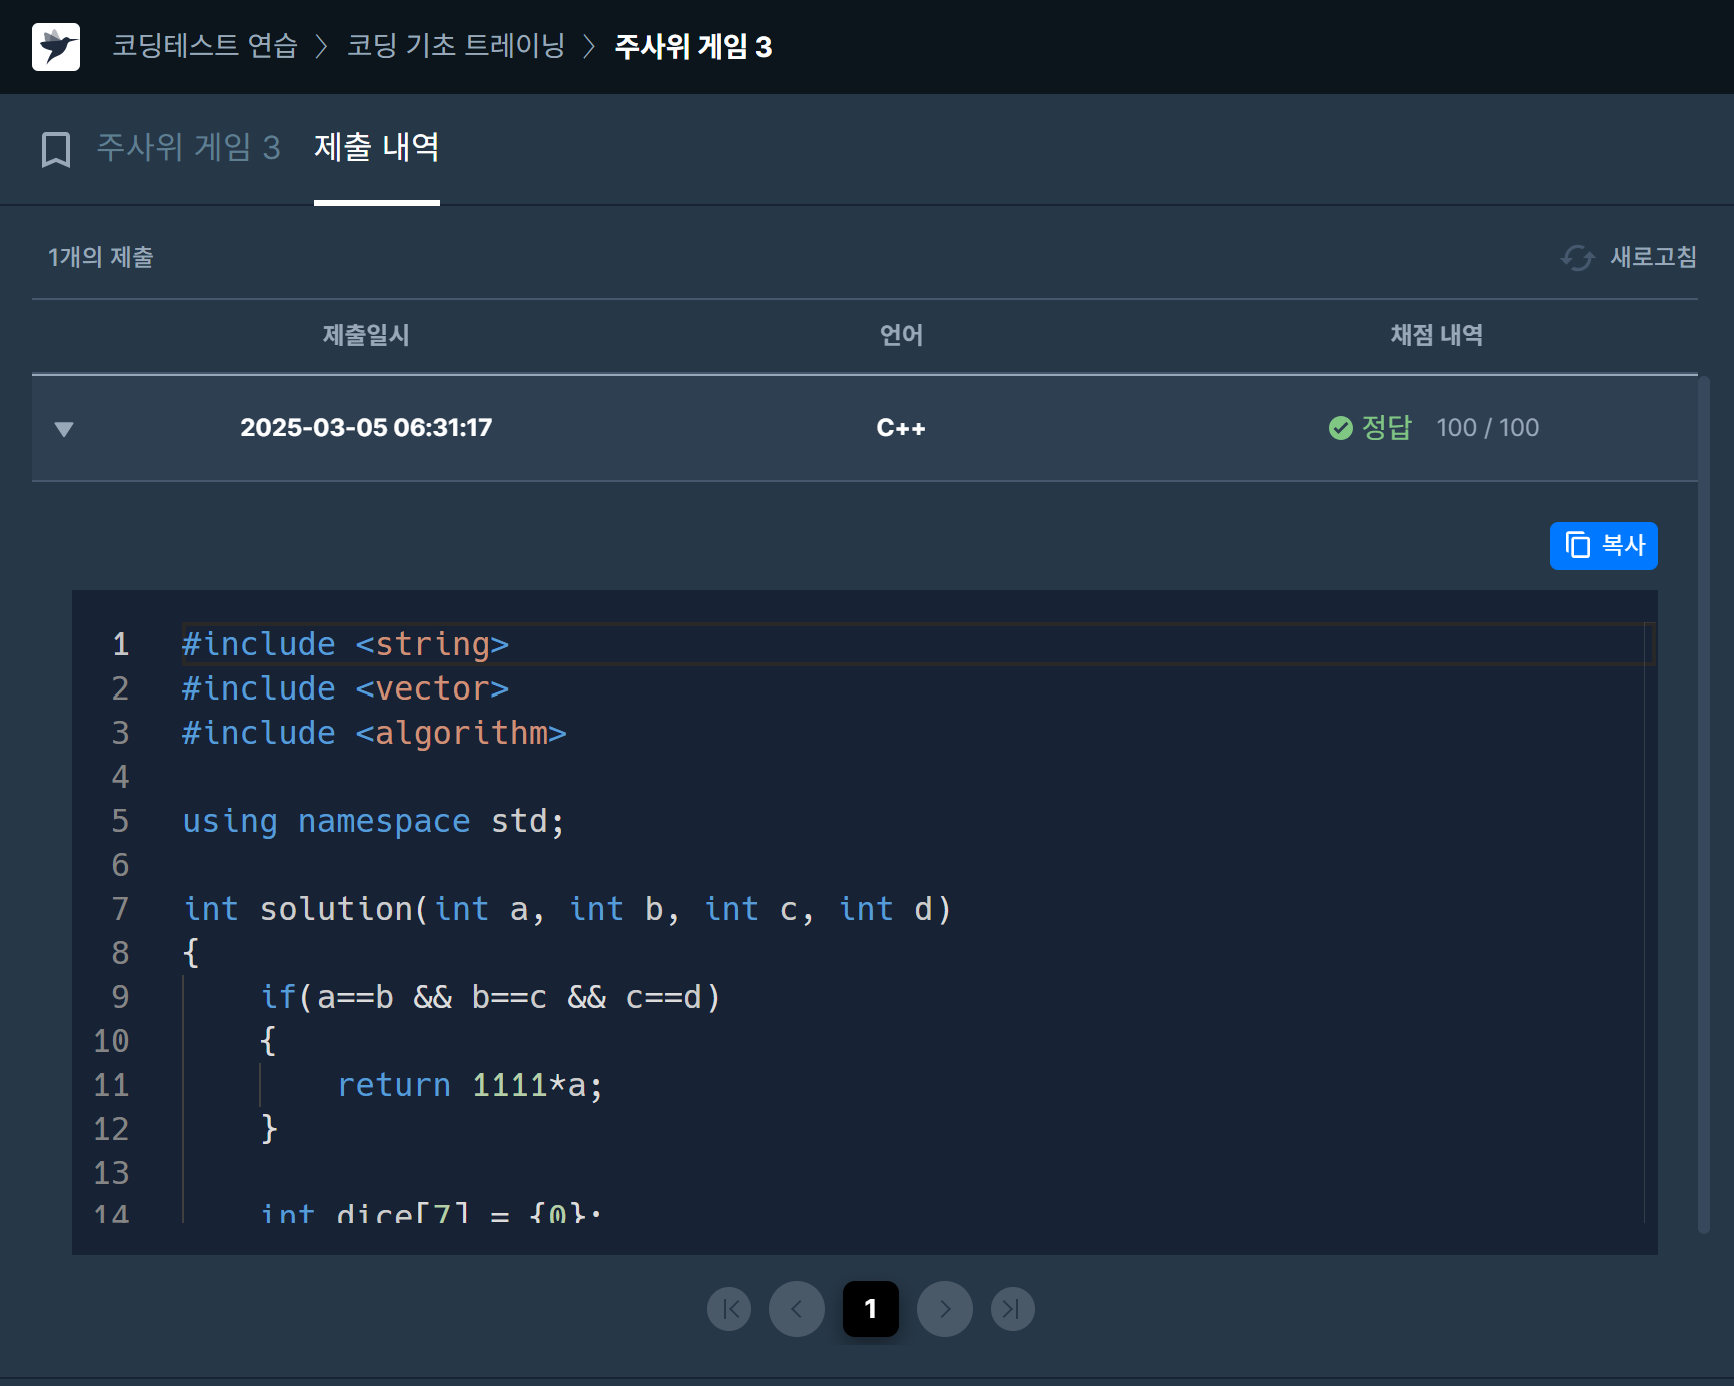 코딩테스트 연습 > 코딩 기초 트레이닝 > 주사위 게임 3
주사위 게임 3 제출 내역
1개의 제출 새로고침
제출일시 언어 채점 내역
2025-03-05 06:31:17 C++ 정답 100 / 100
복사
1 #include <string>
2 #include <vector>
3 #include <algorithm>
4
5 using namespace std;
6
7 int solution(int a, int b, int c, int d)
8 {
9     if(a==b && b==c && c==d)
10     {
11         return 1111*a;
12     }
13
14     int dice[7] = {0};
1